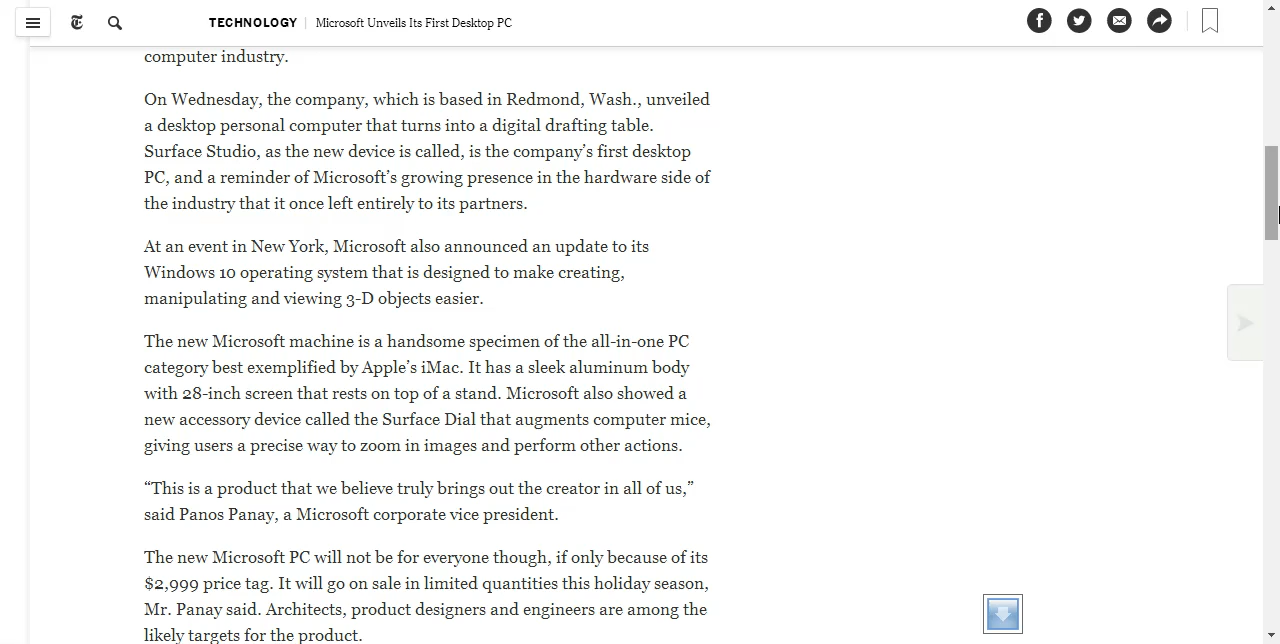 TECHNOLOGY | Microsoft Unveils Its First Desktop PC
computer industry.
On Wednesday, the company, which is based in Redmond, Wash., unveiled
a desktop personal computer that turns into a digital drafting table.
Surface Studio, as the new device is called, is the company’s first desktop
PC, and a reminder of Microsoft’s growing presence in the hardware side of
the industry that it once left entirely to its partners.
At an event in New York, Microsoft also announced an update to its
Windows 10 operating system that is designed to make creating,
manipulating and viewing 3-D objects easier.
The new Microsoft machine is a handsome specimen of the all-in-one PC
category best exemplified by Apple’s iMac. It has a sleek aluminum body
with 28-inch screen that rests on top of a stand. Microsoft also showed a
new accessory device called the Surface Dial that augments computer mice,
giving users a precise way to zoom in images and perform other actions.
“This is a product that we believe truly brings out the creator in all of us,”
said Panos Panay, a Microsoft corporate vice president.
The new Microsoft PC will not be for everyone though, if only because of its
$2,999 price tag. It will go on sale in limited quantities this holiday season,
Mr. Panay said. Architects, product designers and engineers are among the
likely targets for the product.